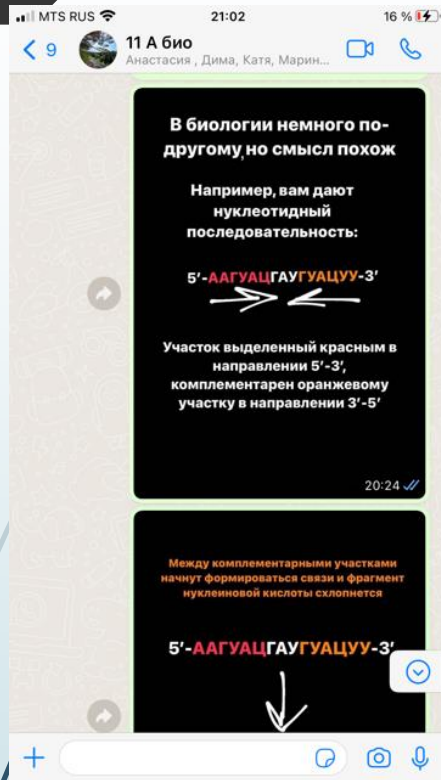 MTS RUS
21:02
16 %
9
11 А био
Анастасия , Дима, Катя, Марин...
В биологии немного по-
другому,но смысл похож
Например, вам дают
нуклеотидный
последовательность:
5'-ААГУАЦГАУГУАЦУУ-3'
Участок выделенный красным в
направлении 5'-3',
комплементарен оранжевому
участку в направлении 3'-5'
20:24
Между комплементарными участками
начнут формироваться связи и фрагмент
нуклеиновой кислоты схлопнется
5'-ААГУАЦГАУГУАЦУУ-3'